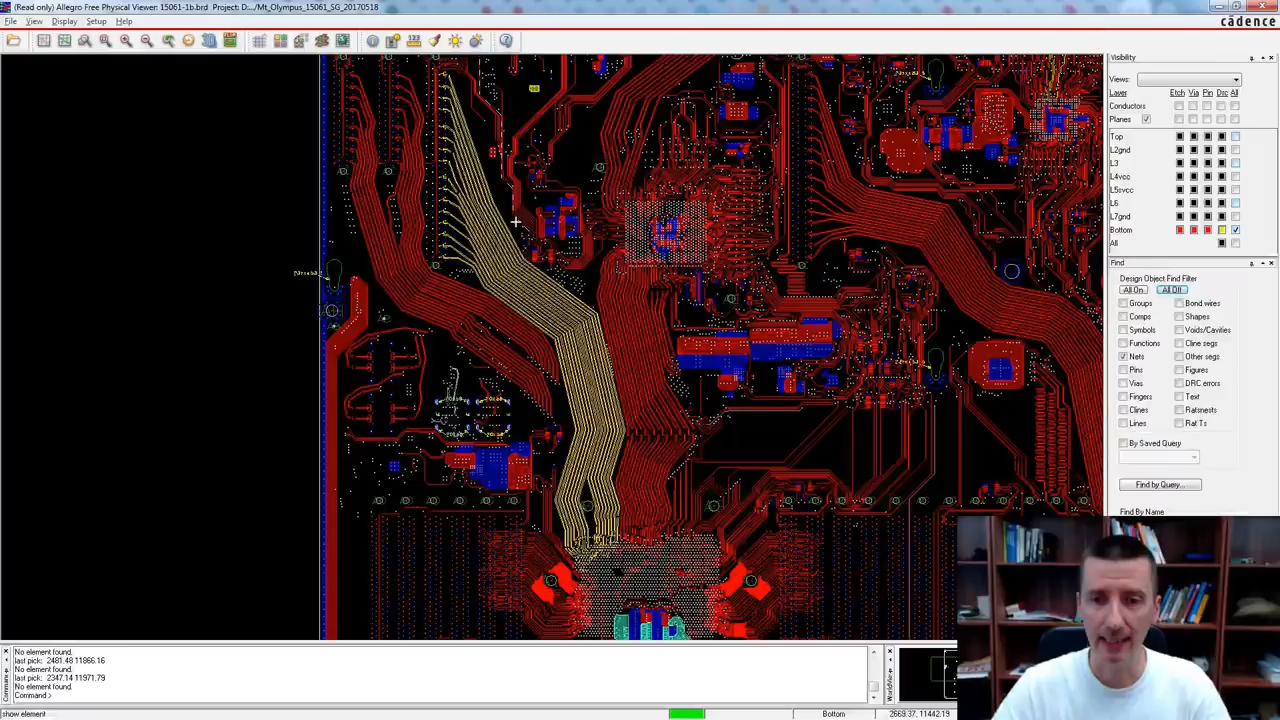 (Read only) Allegro Free Physical Viewer: 15061-1b.brd Project: D:.../Mt_Olympus_15061_SG_20170518
File View Display Setup Help
cādence
Visibility
Views:
Layer Etch Via Pin Drc All
Conductors
Planes
Top
L2gnd
L3
L4vcc
L5svcc
L6
L7gnd
Bottom
All
Find
Design Object Find Filter
All On All Off
Groups Bond wires
Comps Shapes
Symbols Voids/Cavities
Functions Cline segs
Nets Other segs
Pins Figures
Vias DRC errors
Fingers Text
Clines Ratsnests
Lines Rat Ts
By Saved Query
Find by Query...
Find By Name
No element found.
last pick: 2481.48 11866.16
No element found.
last pick: 2347.14 11971.79
No element found.
Command >
Command
WorldView
show element
Bottom
2669.37, 11442.19